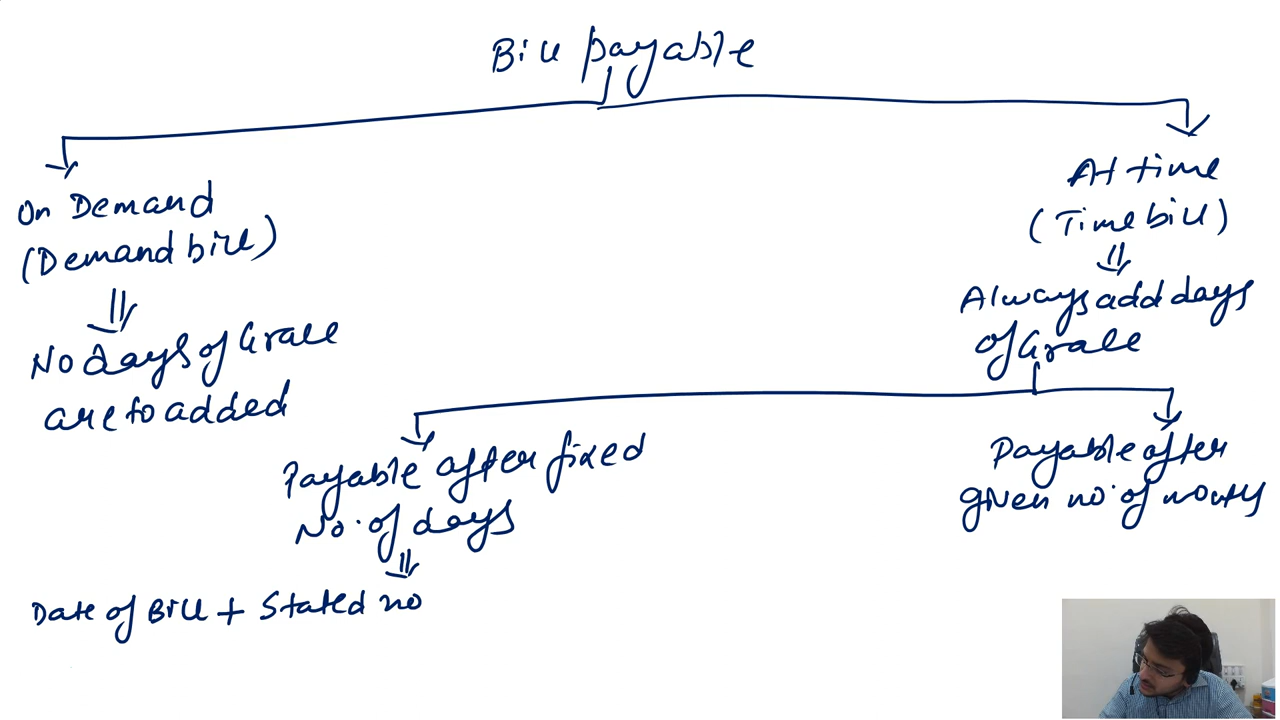 Bill payable
On Demand
(Demand bill)
No days of Grace
are to added
At time
(Time bill)
Always add days
of Grace
Payable after fixed
No. of days
Date of Bill + Stated no
Payable after
given no. of months